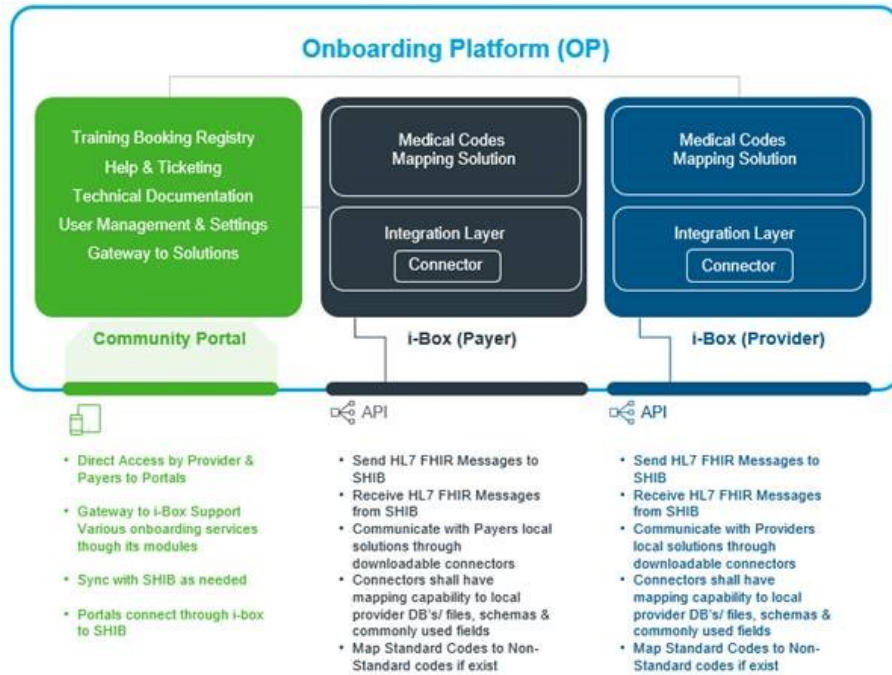 Onboarding Platform (OP)
Training Booking Registry
Help & Ticketing
Technical Documentation
User Management & Settings
Gateway to Solutions
Community Portal
Medical Codes
Mapping Solution
Integration Layer
Connector
i-Box (Payer)
Medical Codes
Mapping Solution
Integration Layer
Connector
i-Box (Provider)
• Direct Access by Provider &
Payers to Portals
• Gateway to i-Box Support
Various onboarding services
though its modules
• Sync with SHIB as needed
• Portals connect through i-box
to SHIB
API
• Send HL7 FHIR Messages to
SHIB
• Receive HL7 FHIR Messages
from SHIB
• Communicate with Payers local
solutions through
downloadable connectors
• Connectors shall have
mapping capability to local
provider DB's/ files, schemas &
commonly used fields
• Map Standard Codes to Non-
Standard codes if exist
API
• Send HL7 FHIR Messages to
SHIB
• Receive HL7 FHIR Messages
from SHIB
• Communicate with Providers
local solutions through
downloadable connectors
• Connectors shall have
mapping capability to local
provider DB's/ files, schemas &
commonly used fields
• Map Standard Codes to Non-
Standard codes if exist